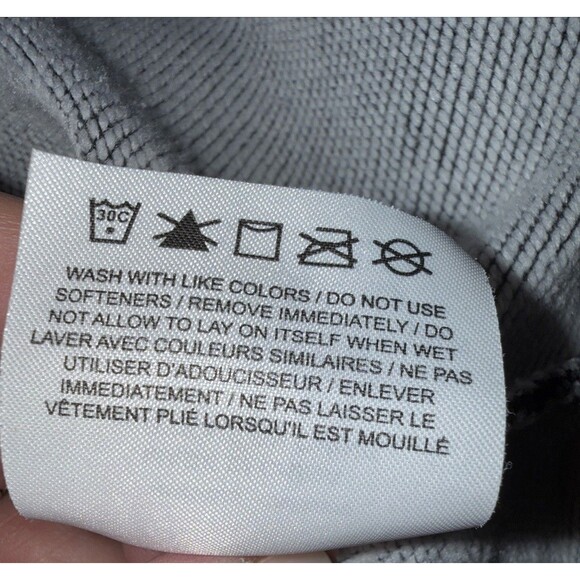 30C
WASH WITH LIKE COLORS / DO NOT USE
SOFTENERS / REMOVE IMMEDIATELY / DO
NOT ALLOW TO LAY ON ITSELF WHEN WET
LAVER AVEC COULEURS SIMILAIRES / NE PAS
UTILISER D'ADOUCISSEUR / ENLEVER
IMMEDIATEMENT / NE PAS LAISSER LE
VÊTEMENT PLIÉ LORSQU'IL EST MOUILLÉ